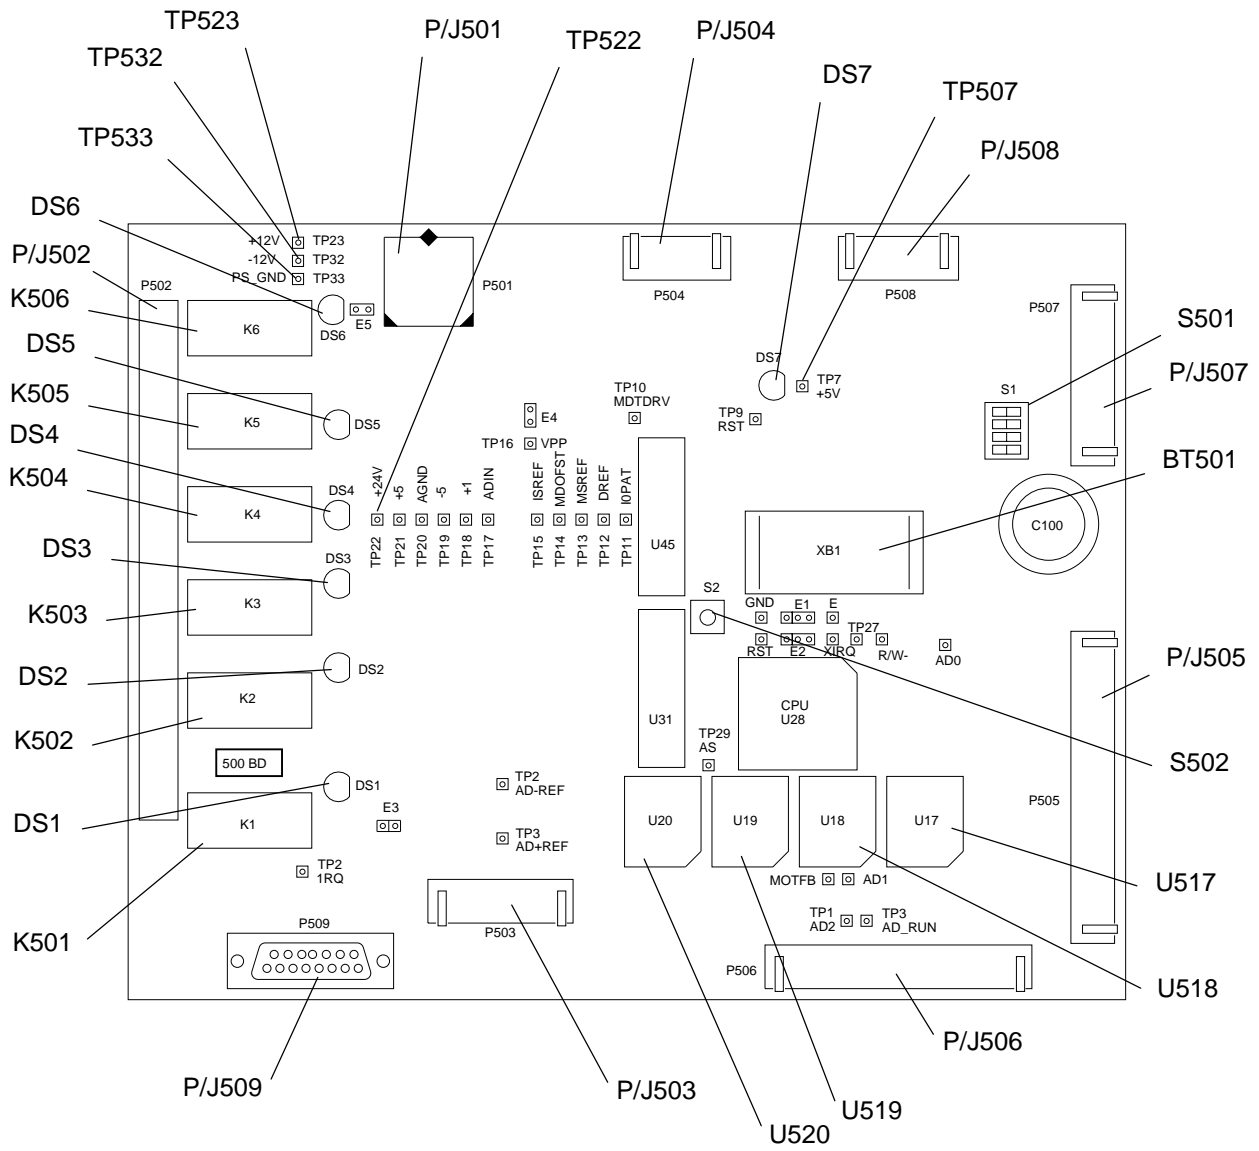 TP523
P/J501
TP522
P/J504
DS7
TP507
P/J508
TP532
TP533
DS6
P/J502
K506
DS5
K505
DS4
K504
DS3
K503
DS2
K502
DS1
K501
S501
P/J507
BT501
P/J505
S502
U517
U518
P/J506
U519
U520
P/J503
P/J509
+12V TP23
-12V TP32
PS_GND TP33
P502
P501
P504
P508
P507
K6
DS6
E5
K5
DS5
K4
DS4
K3
DS3
K2
DS2
500 BD
K1
DS1
E3
TP2
1RQ
P509
P503
TP2
AD-REF
TP3
AD+REF
E4
TP16 VPP
TP10
MDTDRV
TP9
RST
DS7
TP7
+5V
S1
+24V
+5
AGND
-5
+1
ADIN
ISREF
MDOFST
MSREF
DREF
I0PAT
TP22
TP21
TP20
TP19
TP18
TP17
TP15
TP14
TP13
TP12
TP11
U45
XB1
C100
S2
GND E1 E
RST E2 XIRQ
TP27
R/W-
AD0
U31
CPU
U28
TP29
AS
U20
U19
U18
U17
P505
MOTFB AD1
TP1
AD2
TP3
AD_RUN
P506